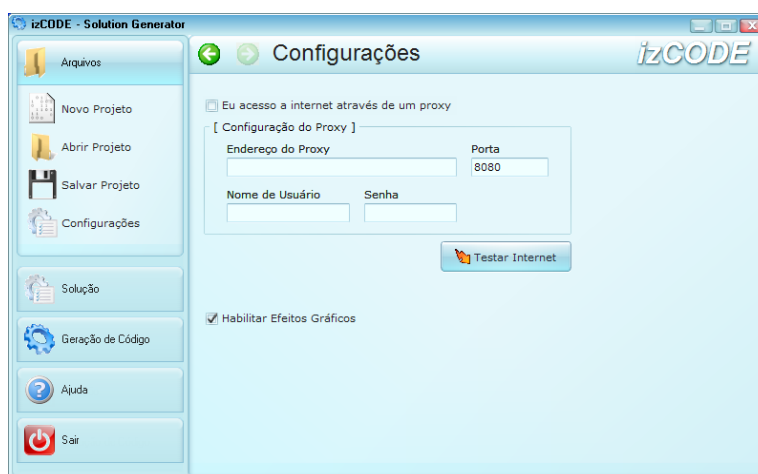 izCODE - Solution Generator
Arquivos
Novo Projeto
Abrir Projeto
Salvar Projeto
Configurações
Solução
Geração de Código
Ajuda
Sair
Configurações
izCODE
Eu acesso a internet através de um proxy
[ Configuração do Proxy ]
Endereço do Proxy Porta
8080
Nome de Usuário Senha
Testar Internet
Habilitar Efeitos Gráficos